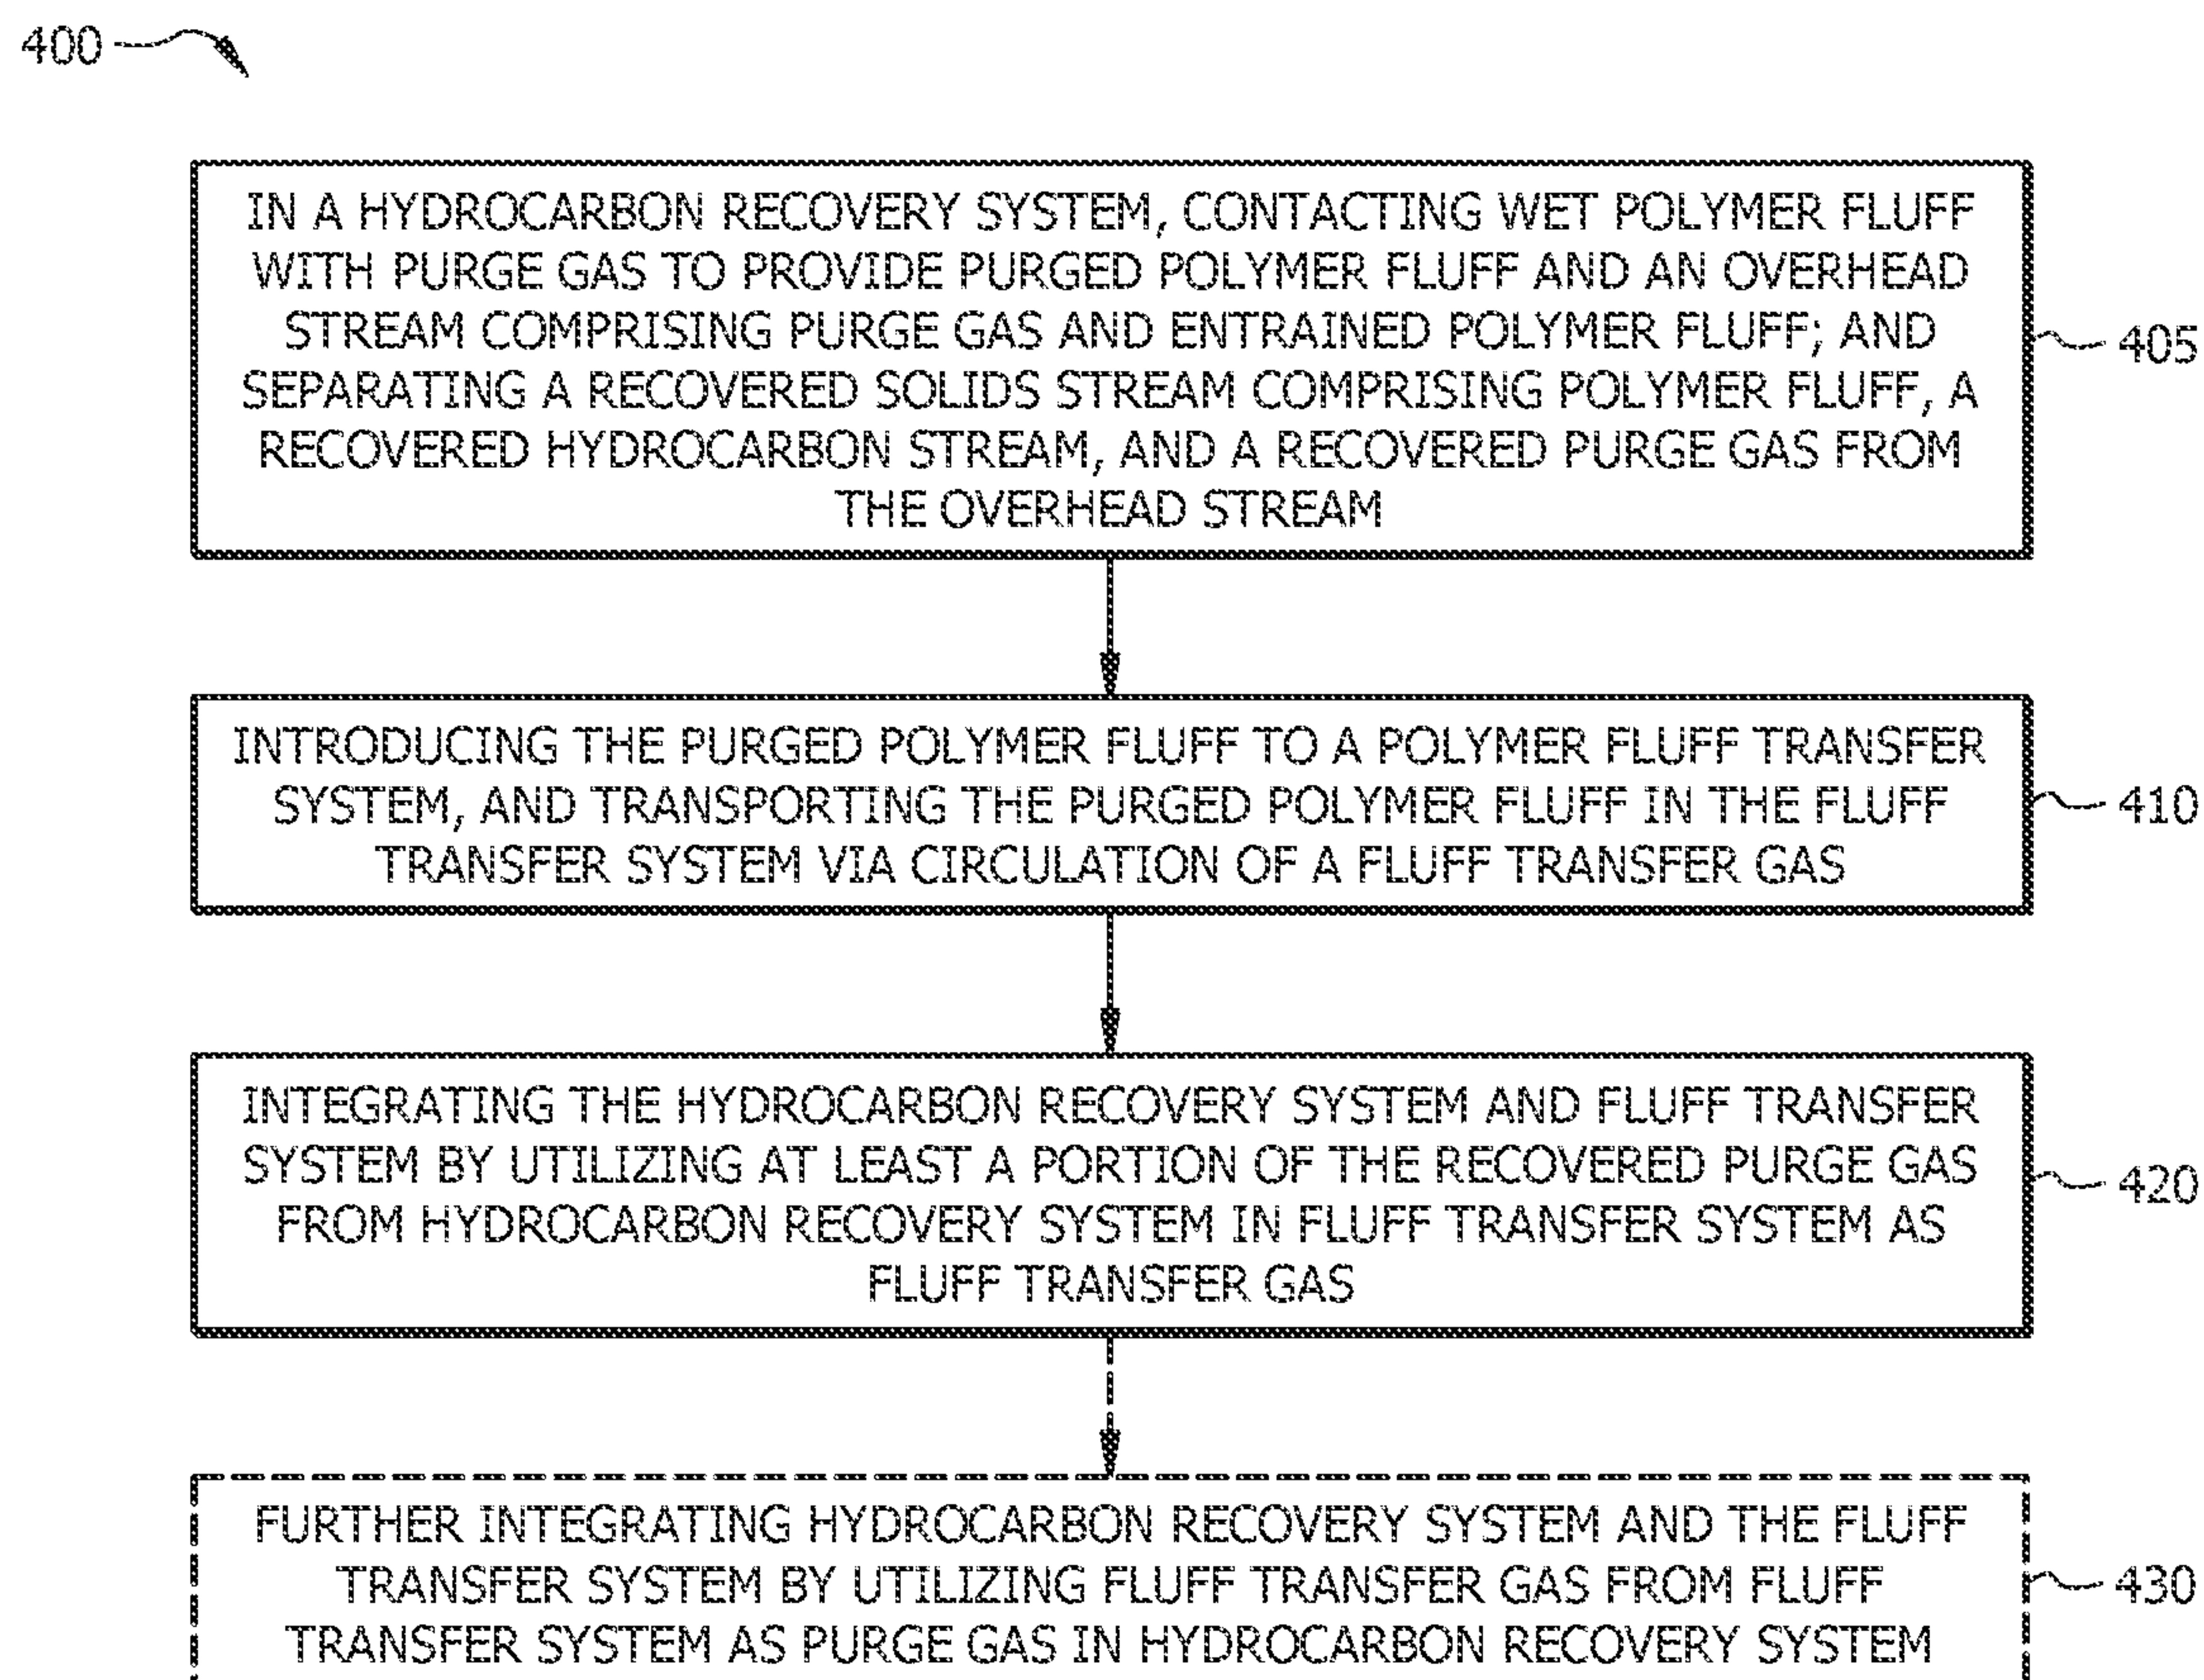 400
IN A HYDROCARBON RECOVERY SYSTEM, CONTACTING WET POLYMER FLUFF
WITH PURGE GAS TO PROVIDE PURGED POLYMER FLUFF AND AN OVERHEAD
STREAM COMPRISING PURGE GAS AND ENTRAINED POLYMER FLUFF; AND
SEPARATING A RECOVERED SOLIDS STREAM COMPRISING POLYMER FLUFF, A
RECOVERED HYDROCARBON STREAM, AND A RECOVERED PURGE GAS FROM
THE OVERHEAD STREAM
405
INTRODUCING THE PURGED POLYMER FLUFF TO A POLYMER FLUFF TRANSFER
SYSTEM, AND TRANSPORTING THE PURGED POLYMER FLUFF IN THE FLUFF
TRANSFER SYSTEM VIA CIRCULATION OF A FLUFF TRANSFER GAS
410
INTEGRATING THE HYDROCARBON RECOVERY SYSTEM AND FLUFF TRANSFER
SYSTEM BY UTILIZING AT LEAST A PORTION OF THE RECOVERED PURGE GAS
FROM HYDROCARBON RECOVERY SYSTEM IN FLUFF TRANSFER SYSTEM AS
FLUFF TRANSFER GAS
420
FURTHER INTEGRATING HYDROCARBON RECOVERY SYSTEM AND THE FLUFF
TRANSFER SYSTEM BY UTILIZING FLUFF TRANSFER GAS FROM FLUFF
TRANSFER SYSTEM AS PURGE GAS IN HYDROCARBON RECOVERY SYSTEM
430